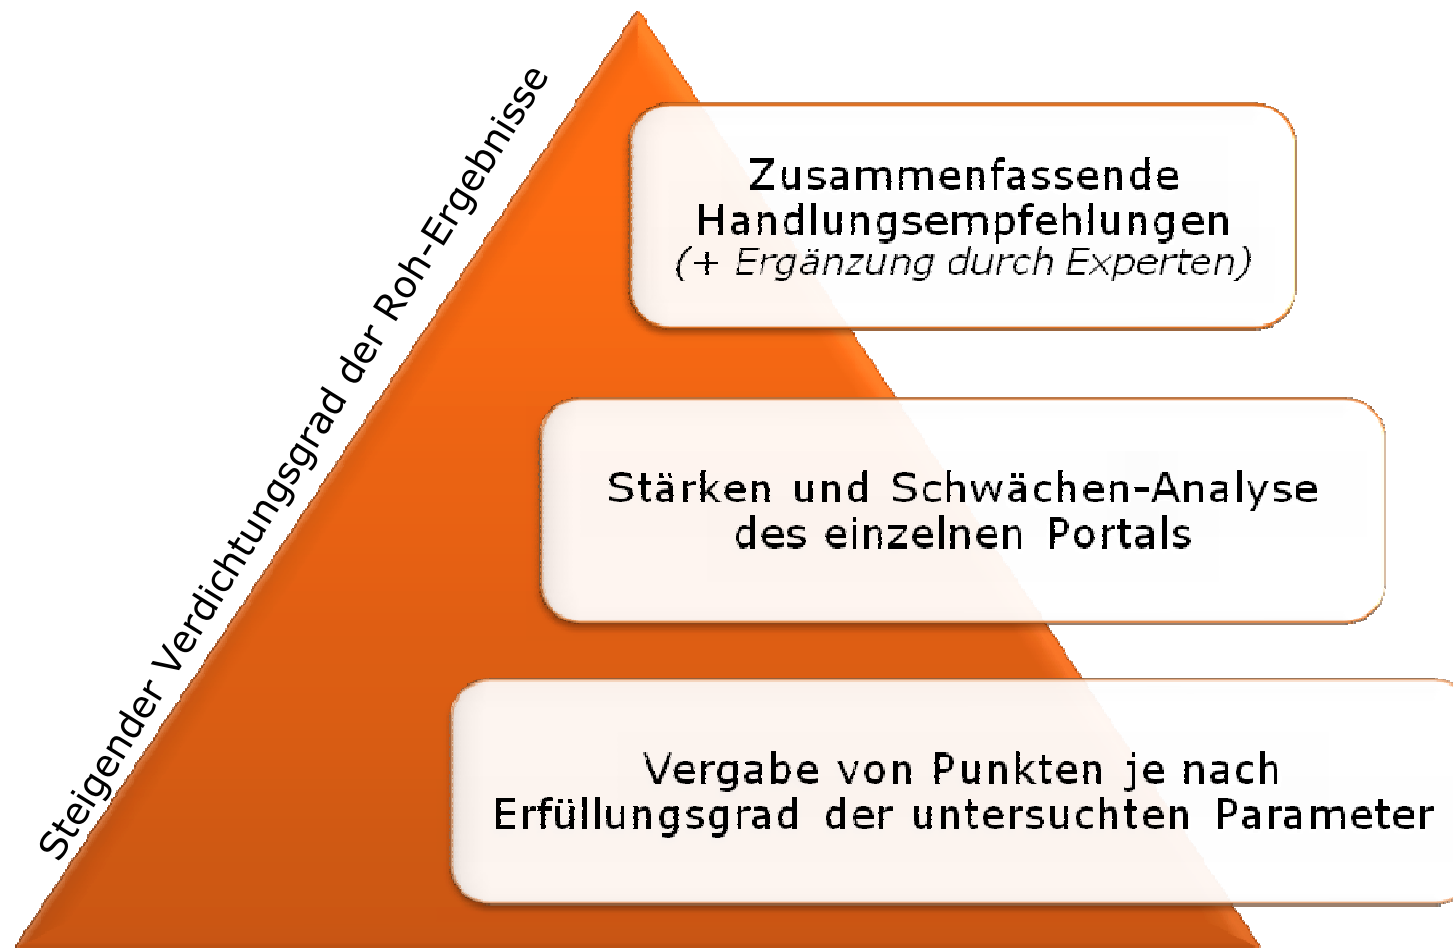 Steigender Verdichtungsgrad der Roh-Ergebnisse
Zusammenfassende
Handlungsempfehlungen
(+ Ergänzung durch Experten)
Stärken und Schwächen-Analyse
des einzelnen Portals
Vergabe von Punkten je nach
Erfüllungsgrad der untersuchten Parameter